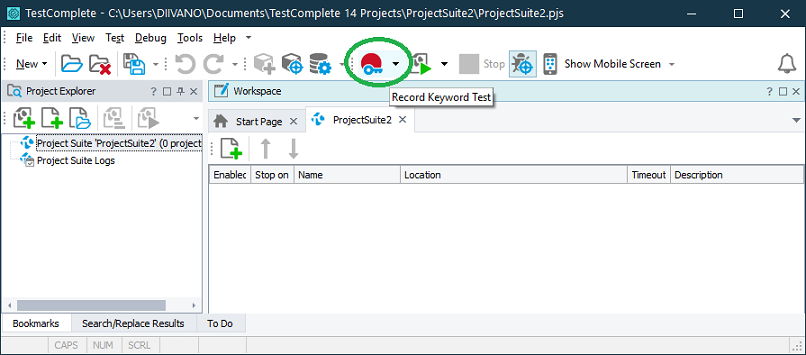 TestComplete - C:\Users\DIIVANO\Documents\TestComplete 14 Projects\ProjectSuite2\ProjectSuite2.pjs
File Edit View Test Debug Tools Help
New Stop Show Mobile Screen
Record Keyword Test
Project Explorer
Workspace
Start Page
ProjectSuite2
Project Suite 'ProjectSuite2' (0 project
Project Suite Logs
Enabled Stop on Name Location Timeout Description
Bookmarks Search/Replace Results To Do
CAPS NUM SCRL